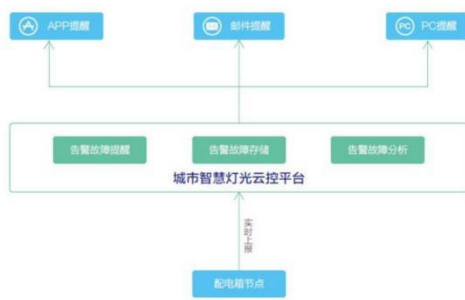 APP提醒
邮件提醒
PC PC提醒
告警故障提醒
告警故障存储
告警故障分析
城市智慧灯光云控平台
实时上报
配电箱节点